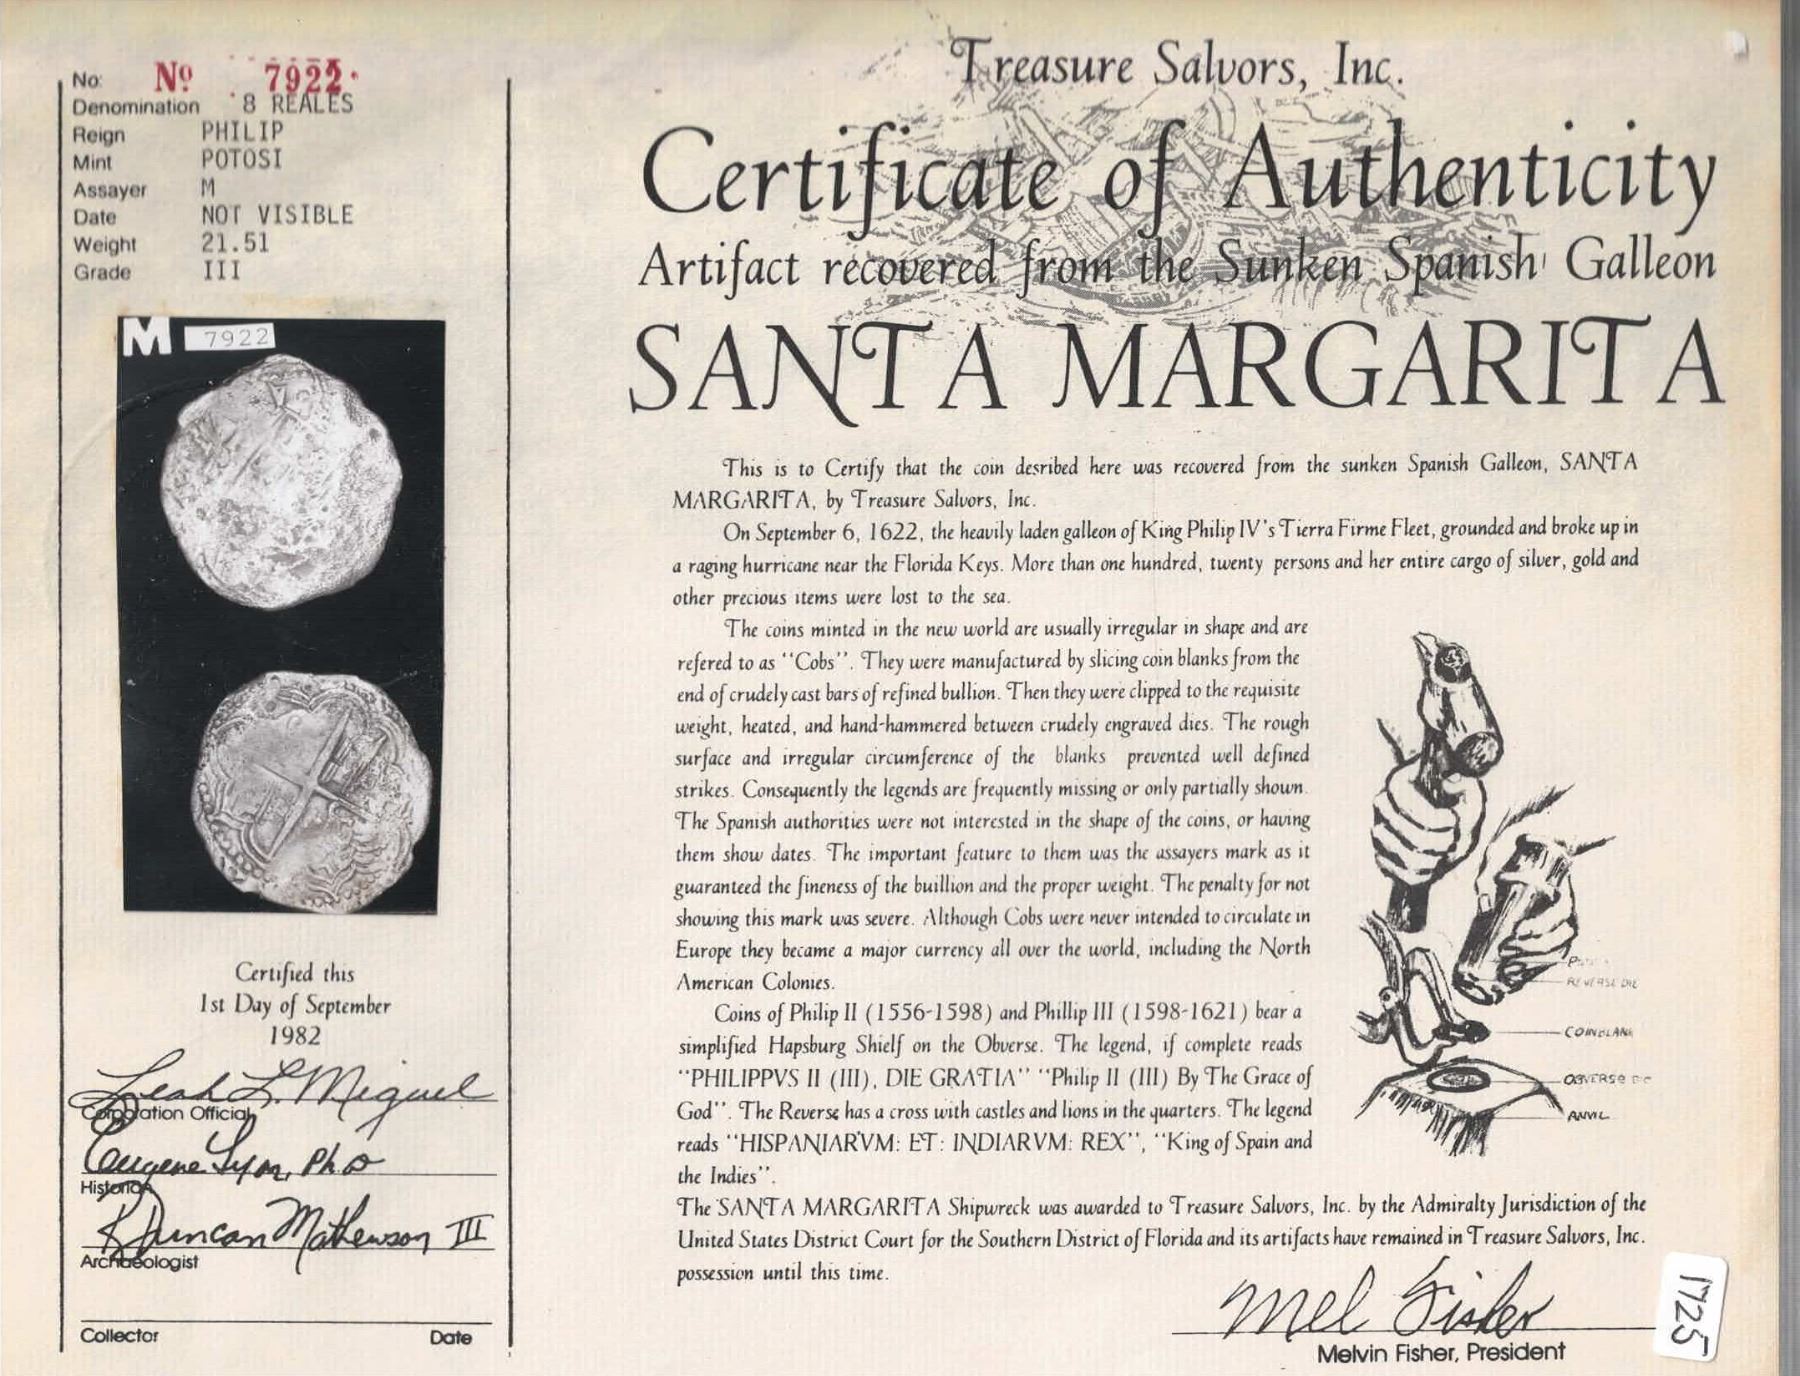 No: Nº 7922
Denomination 8 REALES
Reign PHILIP
Mint POTOSI
Assayer M
Date NOT VISIBLE
Weight 21.51
Grade III
M 7922
Certified this
1st Day of September
1982
Leah L. Miguel
Corporation Official
Eugene Lyon, PhD
Historian
R Duncan Mathewson III
Archaeologist
Collector Date
Treasure Salvors, Inc.
Certificate of Authenticity
Artifact recovered from the Sunken Spanish Galleon
SANTA MARGARITA
This is to Certify that the coin desribed here was recovered from the sunken Spanish Galleon, SANTA
MARGARITA, by Treasure Salvors, Inc.
On September 6, 1622, the heavily laden galleon of King Philip IV's Tierra Firme Fleet, grounded and broke up in
a raging hurricane near the Florida Keys. More than one hundred, twenty persons and her entire cargo of silver, gold and
other precious items were lost to the sea.
The coins minted in the new world are usually irregular in shape and are
refered to as "Cobs". They were manufactured by slicing coin blanks from the
end of crudely cast bars of refined bullion. Then they were clipped to the requisite
weight, heated, and hand-hammered between crudely engraved dies. The rough
surface and irregular circumference of the blanks prevented well defined
strikes. Consequently the legends are frequently missing or only partially shown.
The Spanish authorities were not interested in the shape of the coins, or having
them show dates. The important feature to them was the assayers mark as it
guaranteed the fineness of the buillion and the proper weight. The penalty for not
showing this mark was severe. Although Cobs were never intended to circulate in
Europe they became a major currency all over the world, including the North
American Colonies.
Coins of Philip II (1556-1598) and Phillip III (1598-1621) bear a
simplified Hapsburg Shielf on the Obverse. The legend, if complete reads
"PHILIPPVS II (III), DIE GRATIA" "Philip II (III) By The Grace of
God". The Reverse has a cross with castles and lions in the quarters. The legend
reads "HISPANIARVM: ET: INDIARVM: REX", "King of Spain and
the Indies".
REVERSE DIE
COIN BLANK
OBVERSE
ANVIL
The SANTA MARGARITA Shipwreck was awarded to Treasure Salvors, Inc. by the Admiralty Jurisdiction of the
United States District Court for the Southern District of Florida and its artifacts have remained in Treasure Salvors, Inc.
possession until this time.
Mel Fisher
Melvin Fisher, President
1725